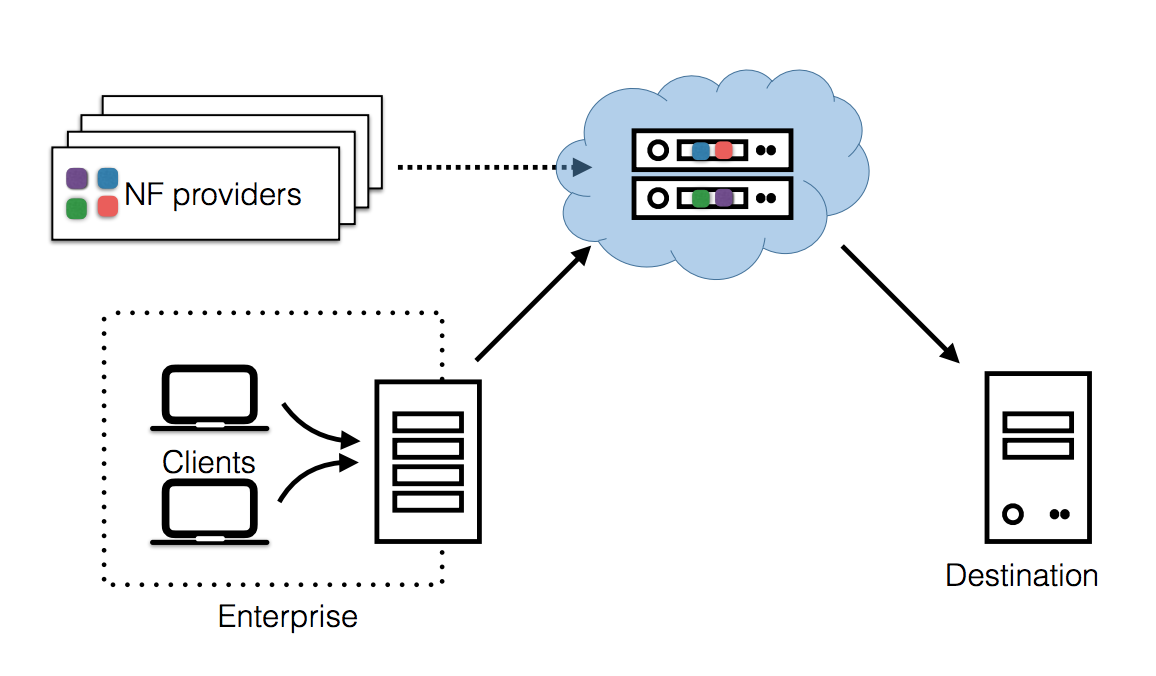 NF providers
Clients
Enterprise
Destination